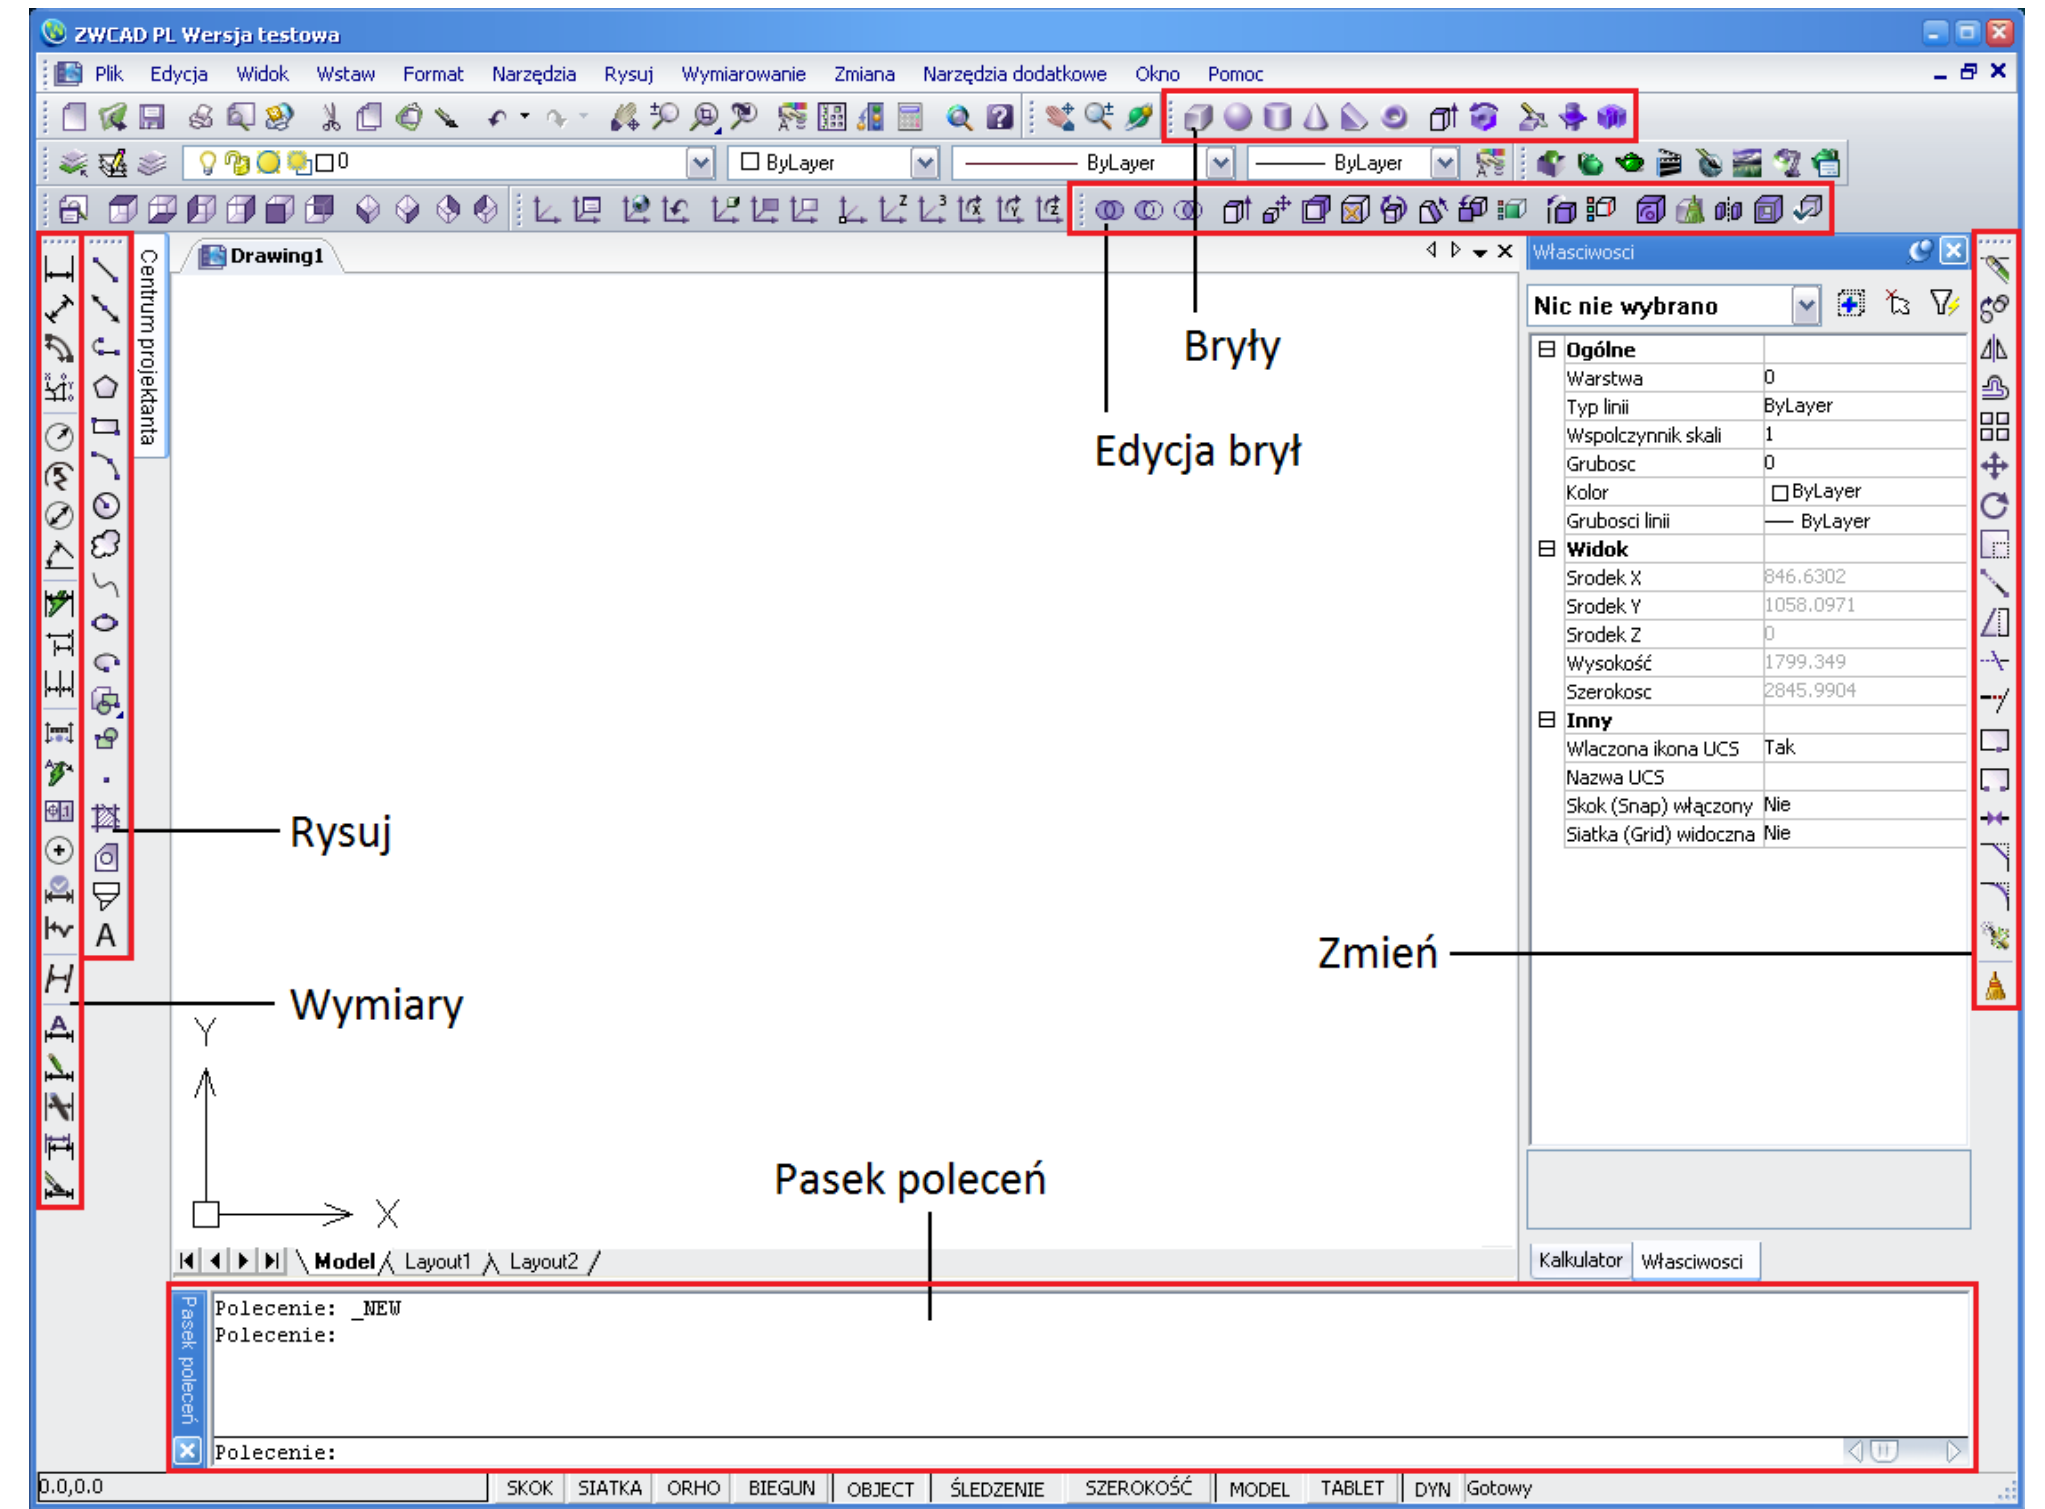 ZWCAD PL Wersja testowa
Plik Edycja Widok Wstaw Format Narzędzia Rysuj Wymiarowanie Zmiana Narzędzia dodatkowe Okno Pomoc
0 ByLayer ByLayer ByLayer
Centrum projektanta
Drawing1
Własciwosci
Nic nie wybrano
Bryły
Edycja brył
Rysuj
Wymiary
Zmień
Pasek poleceń
Ogólne
Warstwa 0
Typ linii ByLayer
Wspolczynnik skali 1
Grubosc 0
Kolor ByLayer
Grubosci linii ByLayer
Widok
Srodek X 846.6302
Srodek Y 1058.0971
Srodek Z 0
Wysokość 1799.349
Szerokosc 2845.9904
Inny
Wlaczona ikona UCS Tak
Nazwa UCS
Skok (Snap) włączony Nie
Siatka (Grid) widoczna Nie
Y
X
Model Layout1 Layout2
Kalkulator Własciwosci
Pasek poleceń
Polecenie: _NEW
Polecenie:
Polecenie:
0.0,0.0 SKOK SIATKA ORHO BIEGUN OBJECT ŚLEDZENIE SZEROKOŚĆ MODEL TABLET DYN Gotowy